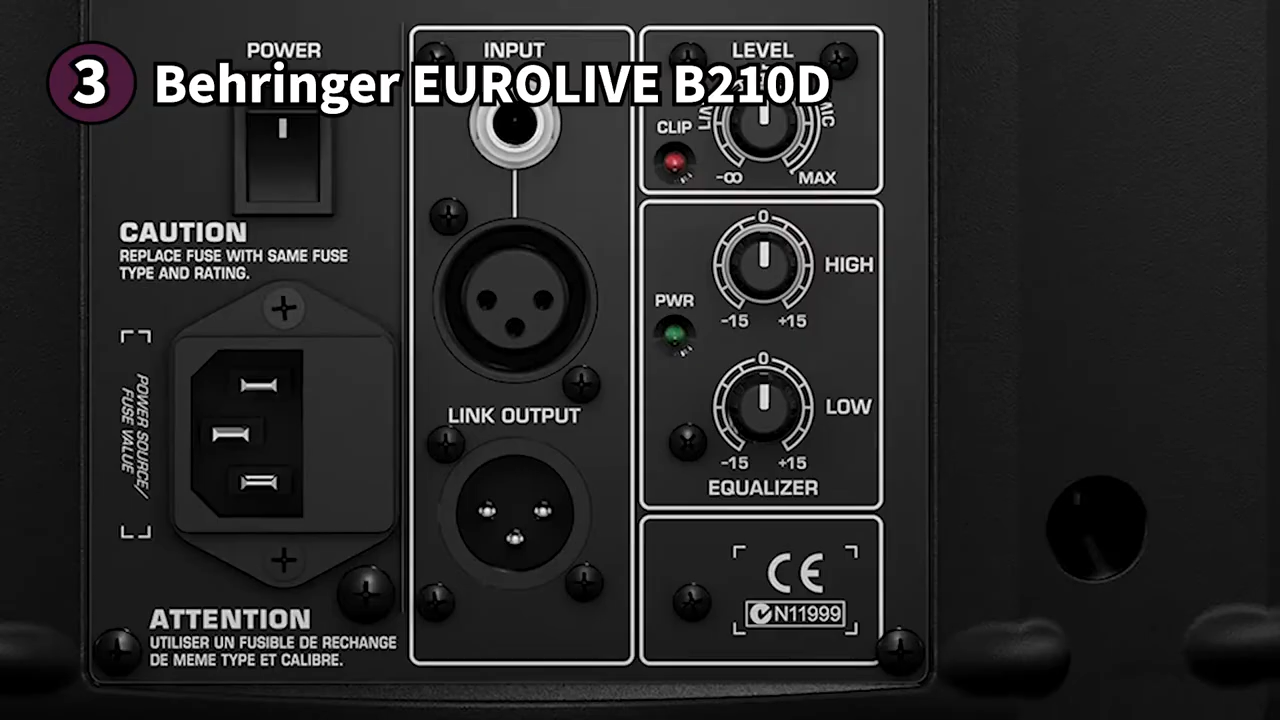 3 Behringer EUROLIVE B210D
POWER
CAUTION
REPLACE FUSE WITH SAME FUSE
TYPE AND RATING.
POWER SOURCE/
FUSE VALUE
ATTENTION
UTILISER UN FUSIBLE DE RECHANGE
DE MEME TYPE ET CALIBRE.
INPUT
LINK OUTPUT
LEVEL
CLIP
-∞
MAX
0
HIGH
-15 +15
PWR
0
LOW
-15 +15
EQUALIZER
CE
N11999